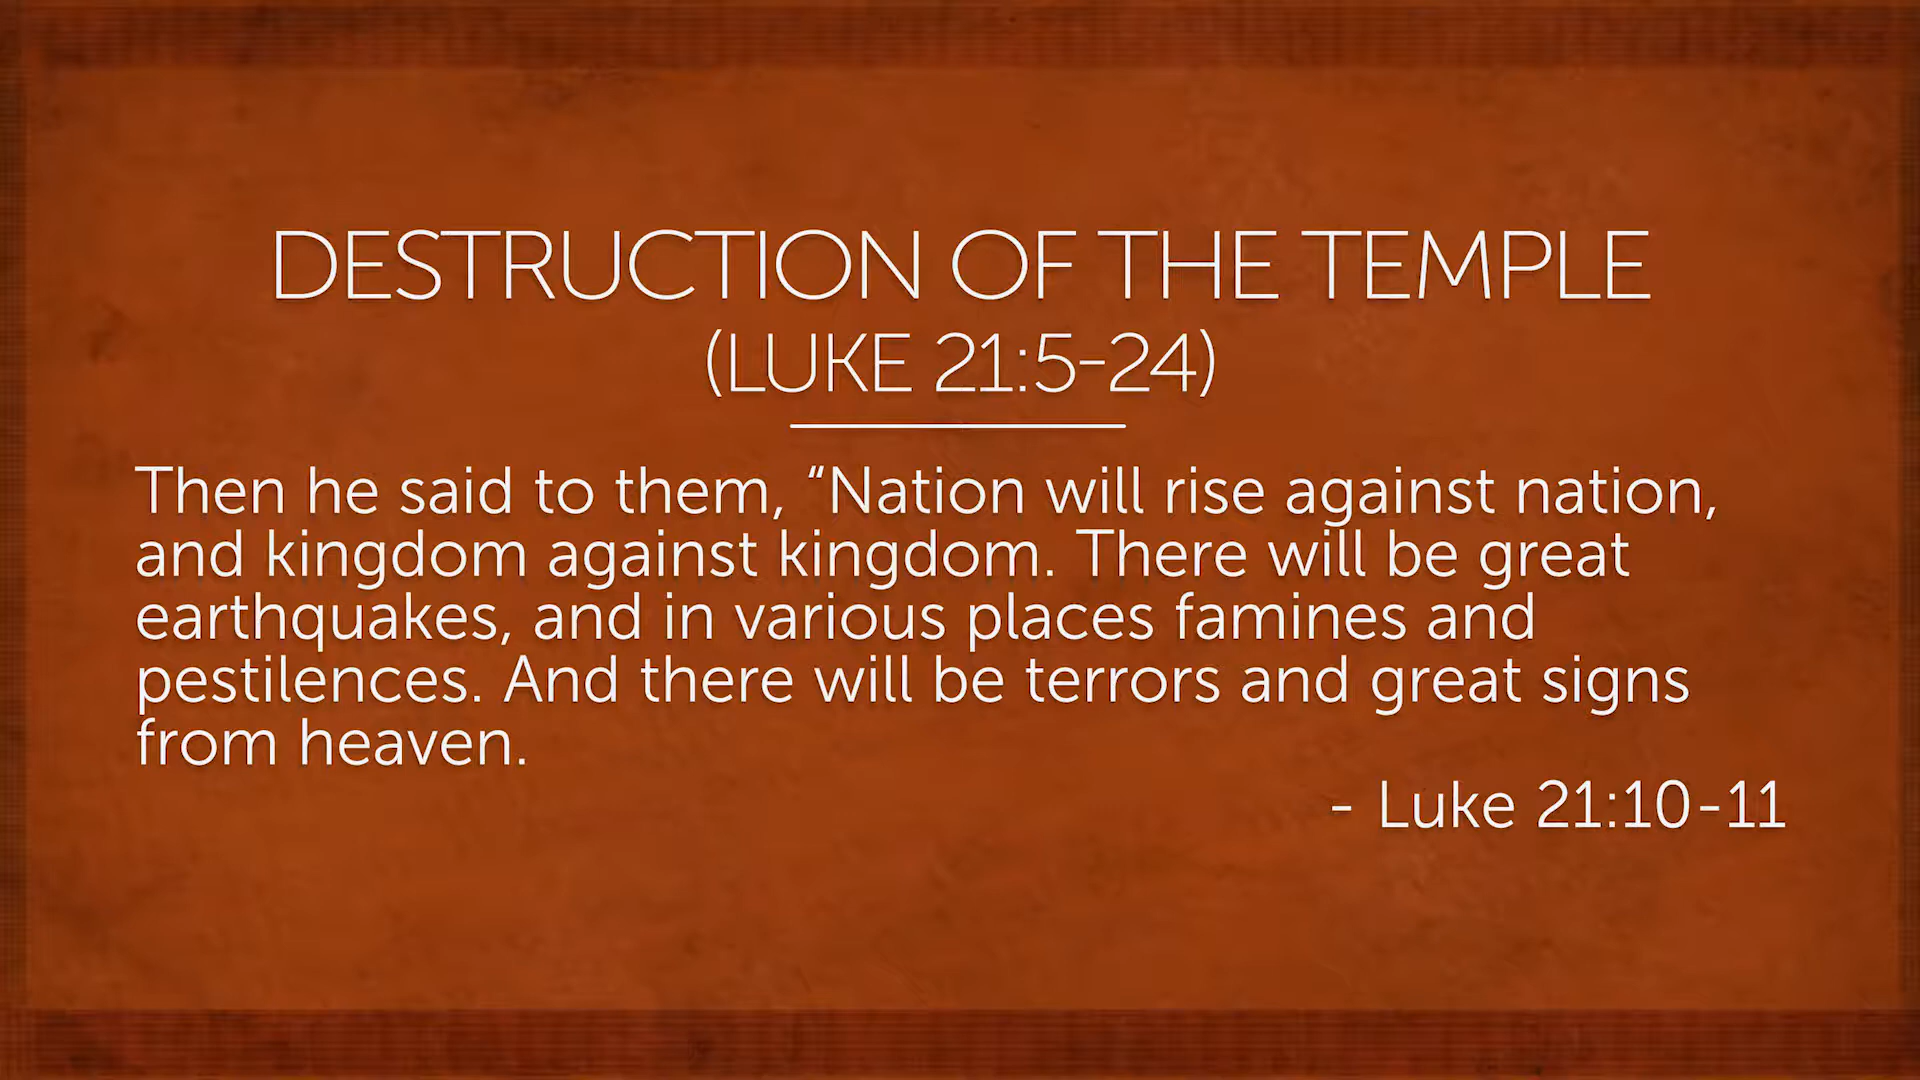 DESTRUCTION OF THE TEMPLE
(LUKE 21:5-24)
Then he said to them, “Nation will rise against nation,
and kingdom against kingdom. There will be great
earthquakes, and in various places famines and
pestilences. And there will be terrors and great signs
from heaven.
- Luke 21:10-11